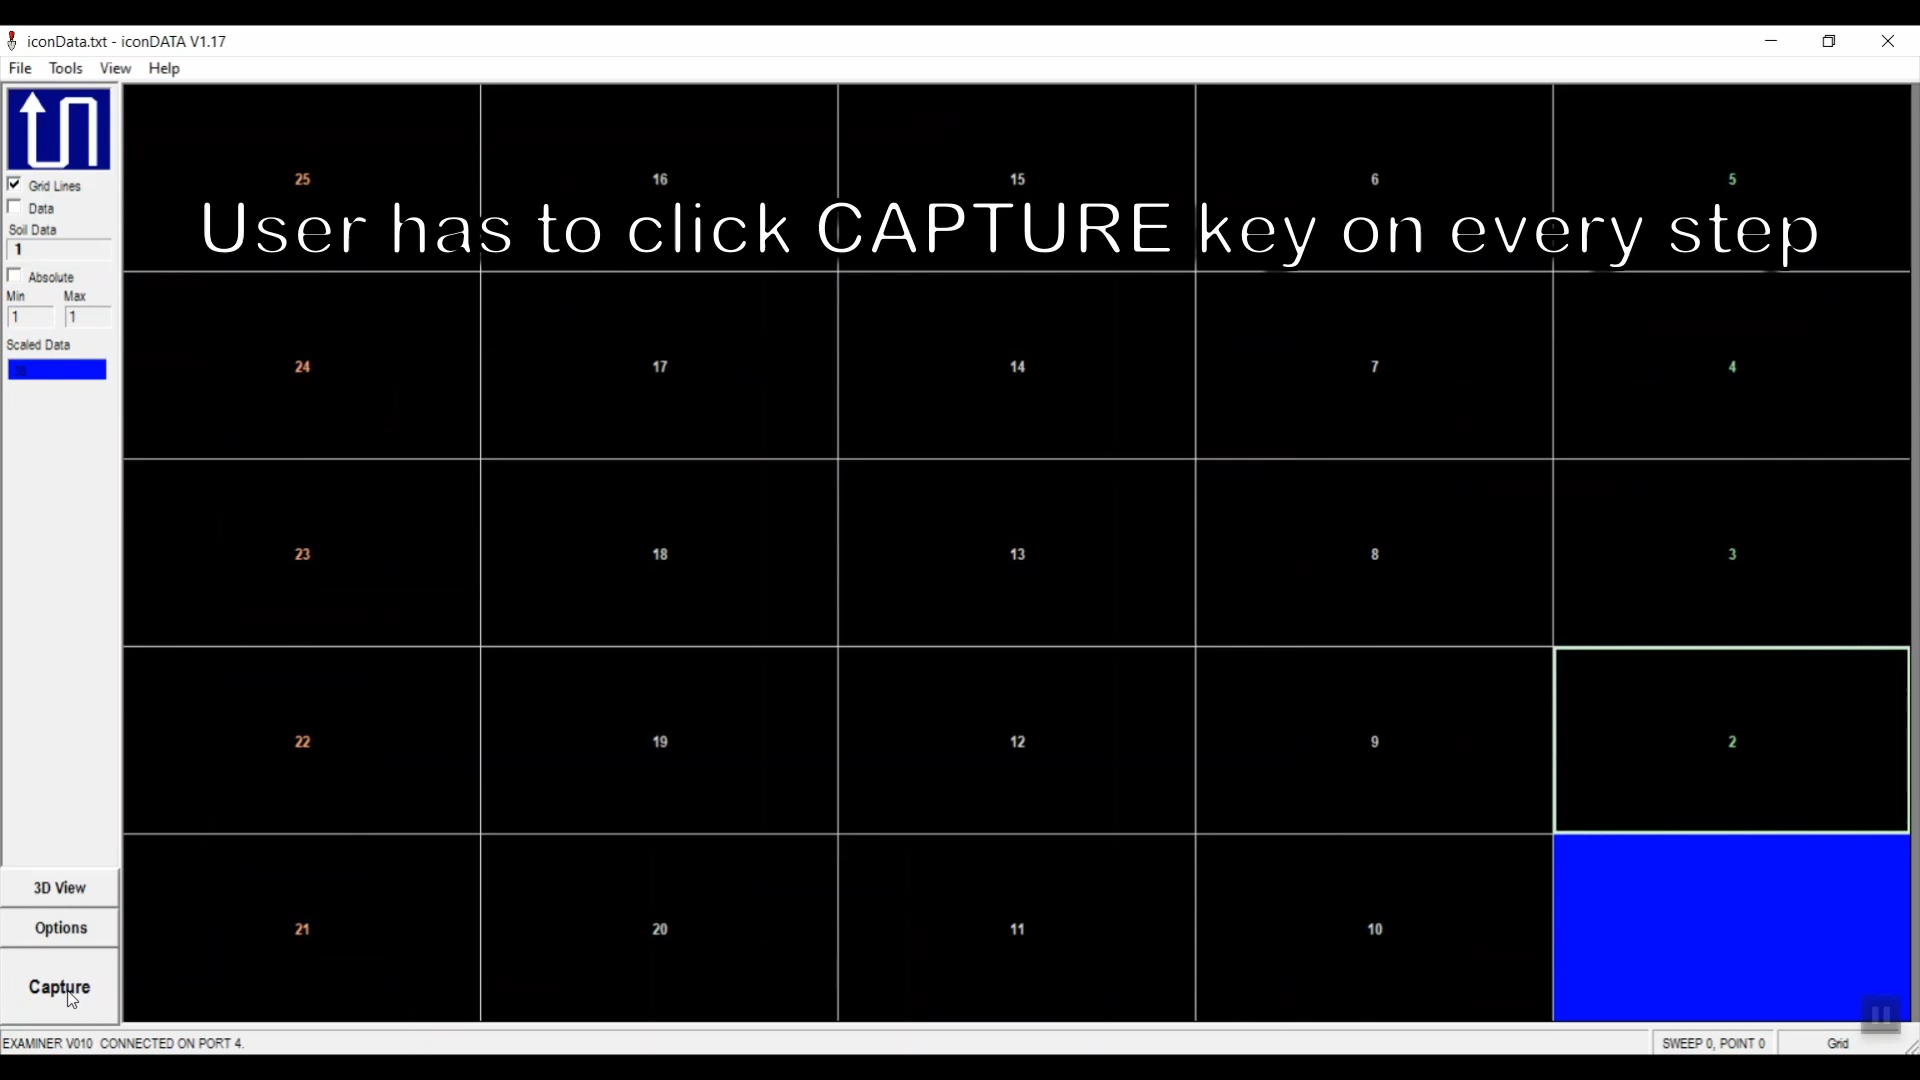 iconData.txt - iconDATA V1.17
File Tools View Help
Grid Lines
Data
Soil Data
1
Absolute
Min Max
1 1
Scaled Data
25 16 15 6 5
User has to click CAPTURE key on every step
24 17 14 7 4
23 18 13 8 3
22 19 12 9 2
21 20 11 10
3D View
Options
Capture
EXAMINER V010 CONNECTED ON PORT 4.
SWEEP 0, POINT 0
Grid